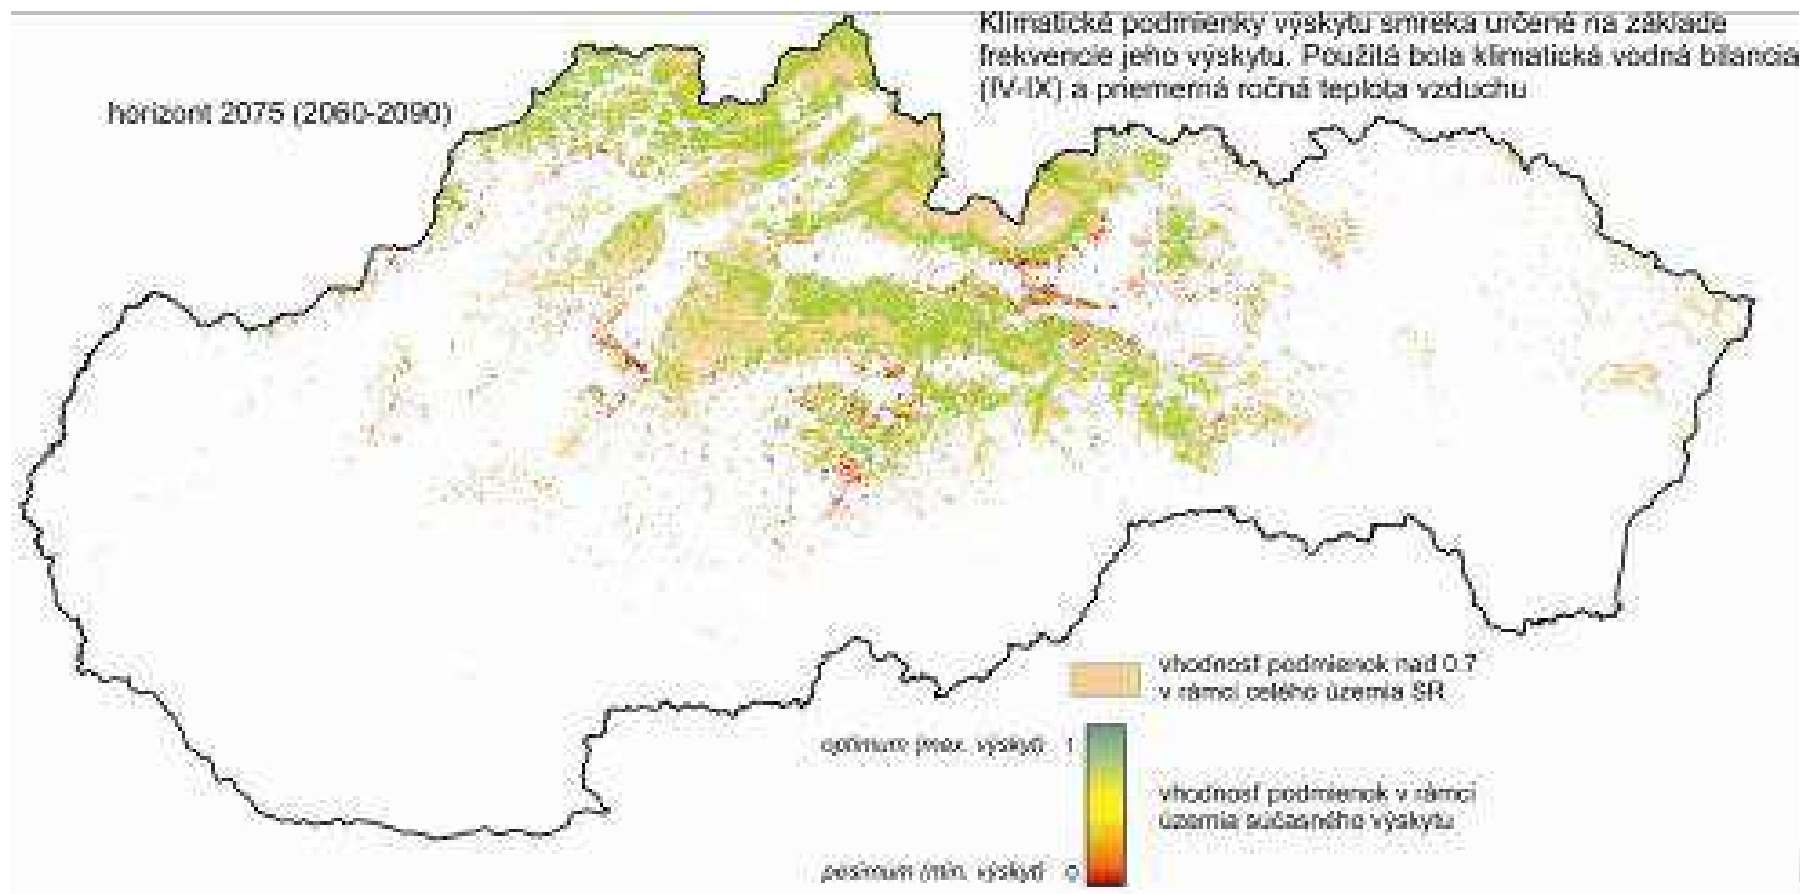 Klimatické podmienky výskytu smreka určené na základe
frekvencie jeho výskytu. Použitá bola klimatická vodná bilancia
(IV-IX) a priemerná ročná teplota vzduchu
horizont 2075 (2060-2090)
vhodnosť podmienok nad 0.7
v rámci celého územia SR
optimum (max. výskyt) 1
vhodnosť podmienok v rámci
územia súčasného výskytu
pesimum (min. výskyt) 0